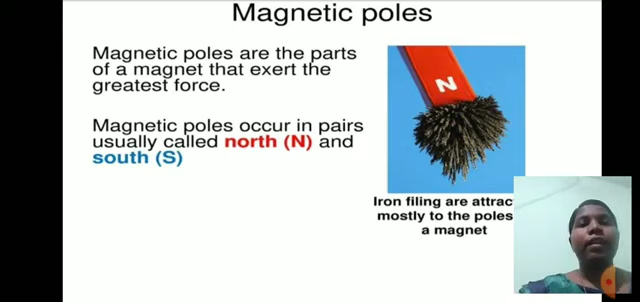 Magnetic poles
Magnetic poles are the parts
of a magnet that exert the
greatest force.
Magnetic poles occur in pairs
usually called north (N) and
south (S)
N
Iron filing are attrac
mostly to the poles
a magnet